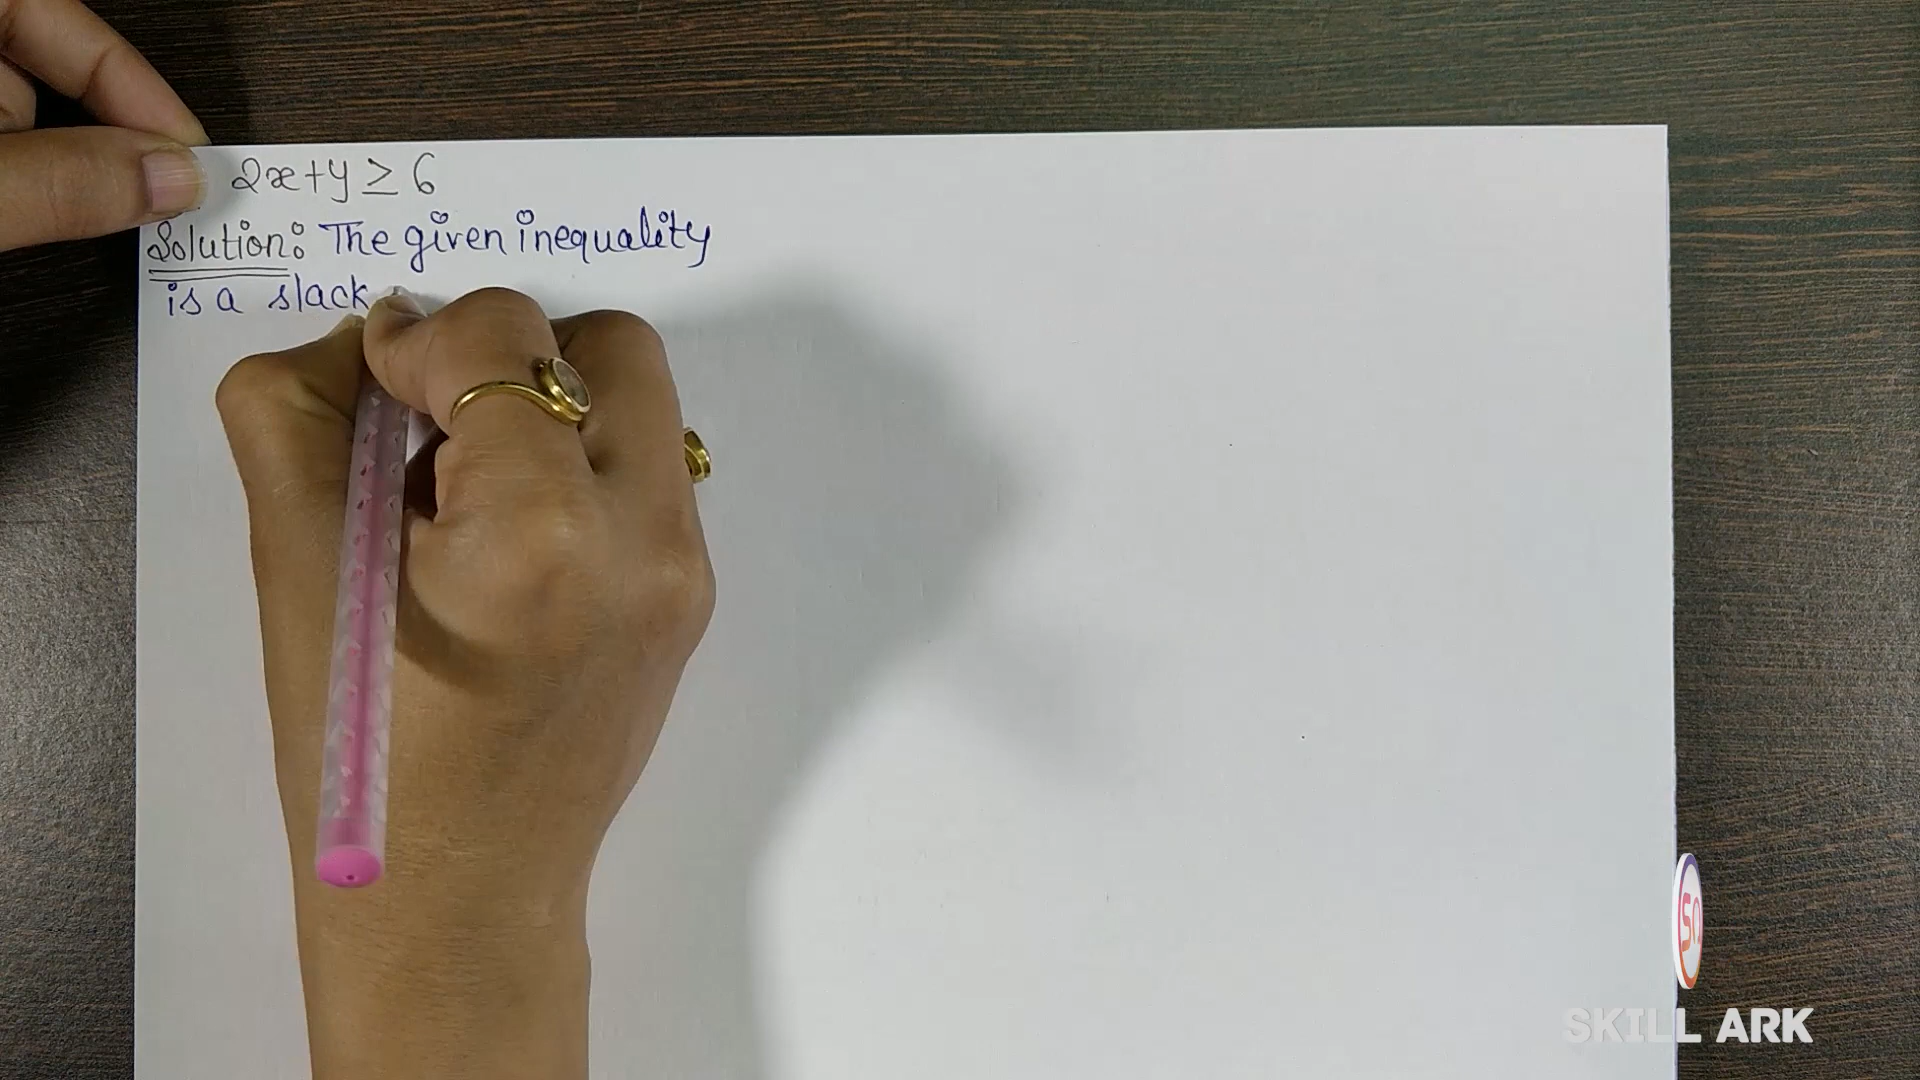 2x+y ≥ 6
Solution: The given inequality
is a slack
SKILL ARK